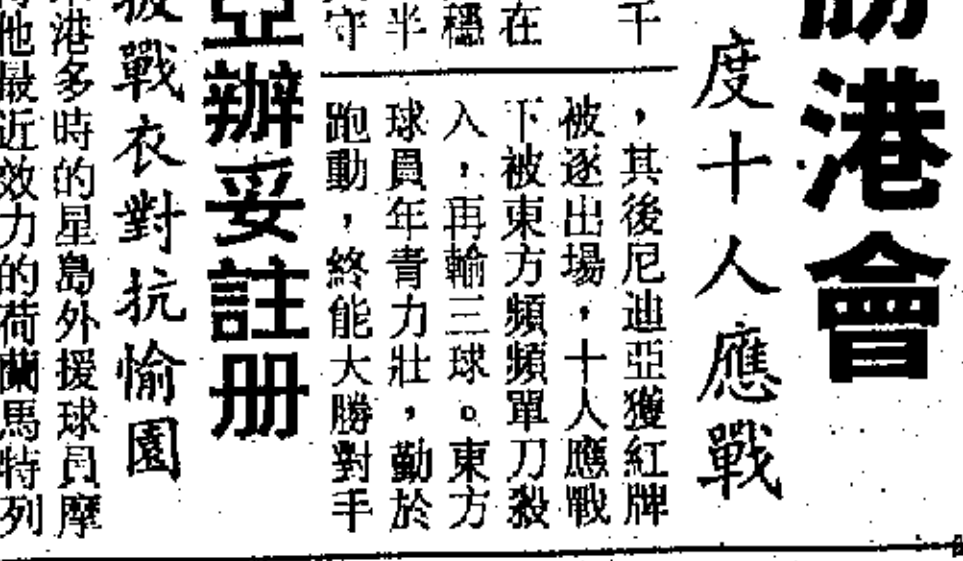 港會
度十人應戰
千
在
穩
半
守
，其後尼迪亞獲紅牌
被逐出場，十人應戰
下被東方頻頻單刀殺
入，再輸三球。東方
球員年青力壯，勤於
跑動，終能大勝對手
亞辦妥註册
披戰衣對抗愉園
港多時的星島外援球員摩
他最近效力的荷蘭馬特列